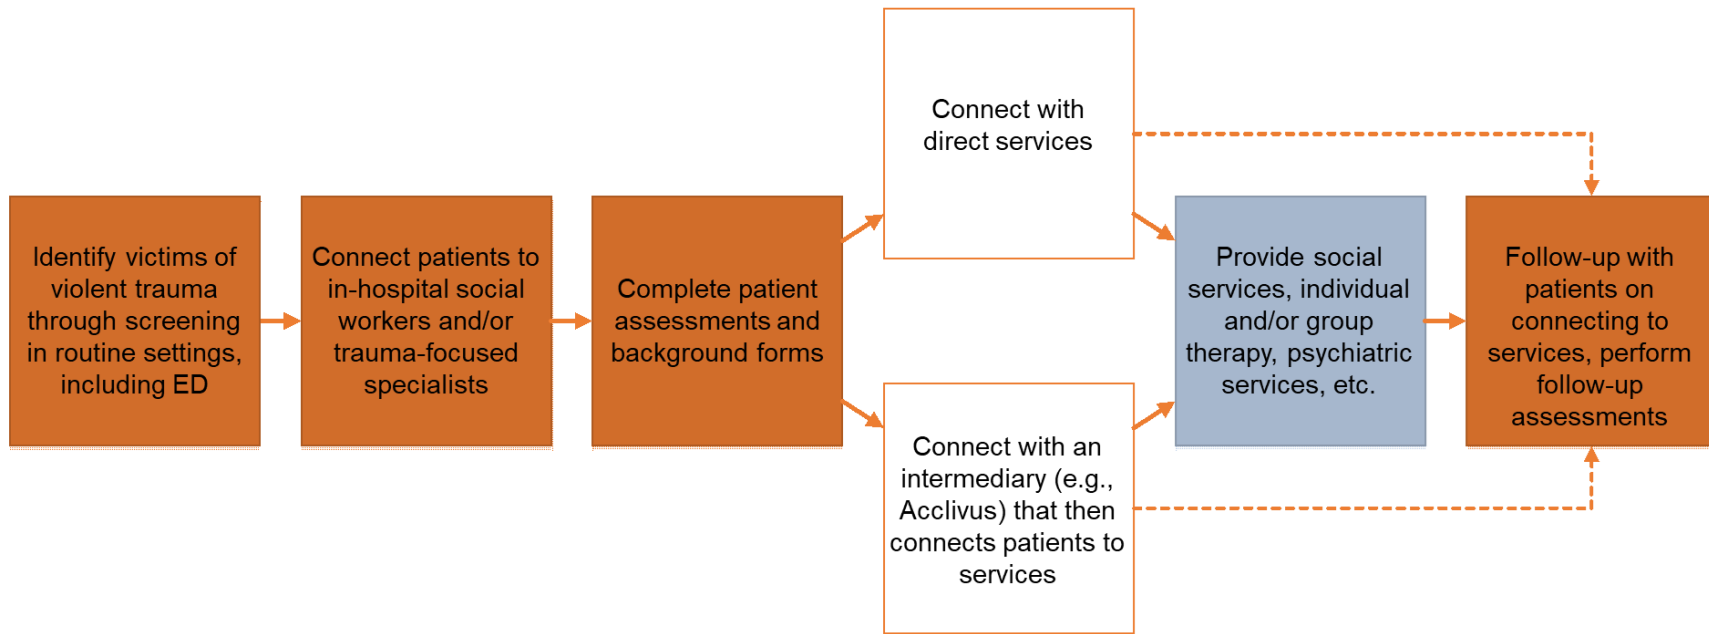 Identify victims of
violent trauma
through screening
in routine settings,
including ED
Connect patients to
in-hospital social
workers and/or
trauma-focused
specialists
Complete patient
assessments and
background forms
Connect with
direct services
Connect with an
intermediary (e.g.,
Acclivus) that then
connects patients to
services
Provide social
services, individual
and/or group
therapy, psychiatric
services, etc.
Follow-up with
patients on
connecting to
services, perform
follow-up
assessments